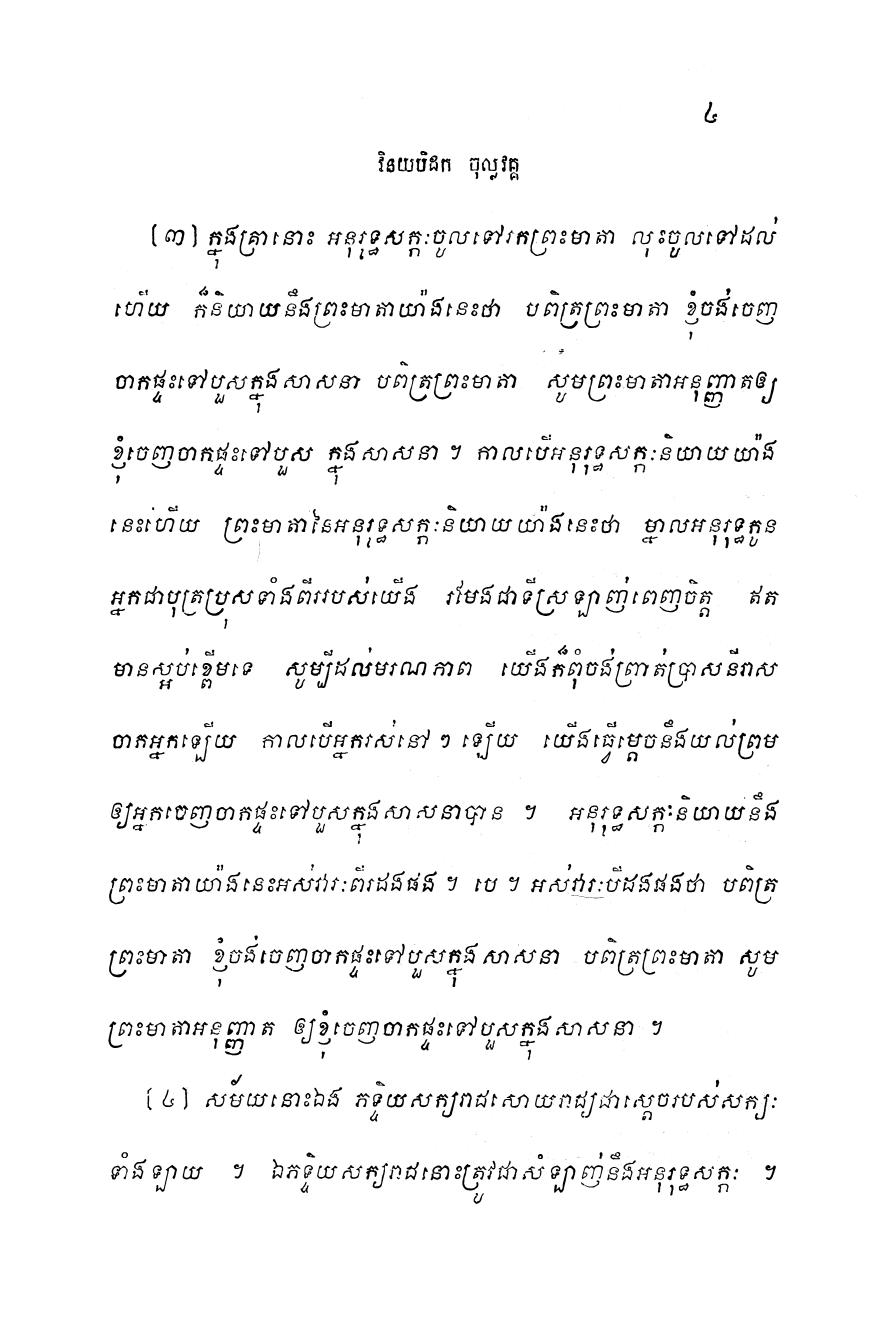 ៤
វិនយបិដក ចុល្លវគ្គ
(៣) ក្នុងគ្រានោះ អនុរុទ្ធសក្កៈចូលទៅរកព្រះមាតា លុះចូលទៅដល់
ហើយ ក៏និយាយនឹងព្រះមាតាយ៉ាងនេះថា បពិត្រព្រះមាតា ខ្ញុំចង់ចេញ
ចាកផ្ទះទៅបួសក្នុងសាសនា បពិត្រព្រះមាតា សូមព្រះមាតាអនុញ្ញាតឲ្យ
ខ្ញុំចេញចាកផ្ទះទៅបួស ក្នុងសាសនា ។ កាលបើអនុរុទ្ធសក្កៈនិយាយយ៉ាង
នេះហើយ ព្រះមាតានៃអនុរុទ្ធសក្កៈនិយាយយ៉ាងនេះថា ម្នាលអនុរុទ្ធកូន
អ្នកជាបុត្រប្រុសទាំងពីររបស់យើង រមែងជាទីស្រឡាញ់ពេញចិត្ត ឥត
មានស្អប់ខ្ពើមទេ សូម្បីដល់មរណភាព យើងក៏ពុំចង់ព្រាត់ប្រាសនិរាស
ចាកអ្នកឡើយ កាលបើអ្នករស់នៅ ៗ ឡើយ យើងធ្វើម្តេចនឹងយល់ព្រម
ឲ្យអ្នកចេញចាកផ្ទះទៅបួសក្នុងសាសនាបាន ។ អនុរុទ្ធសក្កៈនិយាយនឹង
ព្រះមាតាយ៉ាងនេះអស់វារៈពីរដងផង ។ បេ ។ អស់វារៈបីដងផងថា បពិត្រ
ព្រះមាតា ខ្ញុំចង់ចេញចាកផ្ទះទៅបួសក្នុងសាសនា បពិត្រព្រះមាតា សូម
ព្រះមាតាអនុញ្ញាត ឲ្យខ្ញុំចេញចាកផ្ទះទៅបួសក្នុងសាសនា ។
(៤) សម័យនោះឯង ភទ្ទិយសក្យរាជសោយរាជ្យជាស្តេចរបស់សក្យៈ
ទាំងឡាយ ។ ឯភទ្ទិយសក្យរាជនោះត្រូវជាសំឡាញ់នឹងអនុរុទ្ធសក្កៈ ។